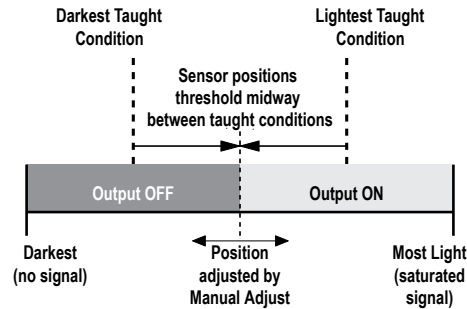 Darkest Taught
Condition
Lightest Taught
Condition
Sensor positions
threshold midway
between taught conditions
Output OFF
Output ON
Darkest
(no signal)
Position
adjusted by
Manual Adjust
Most Light
(saturated
signal)